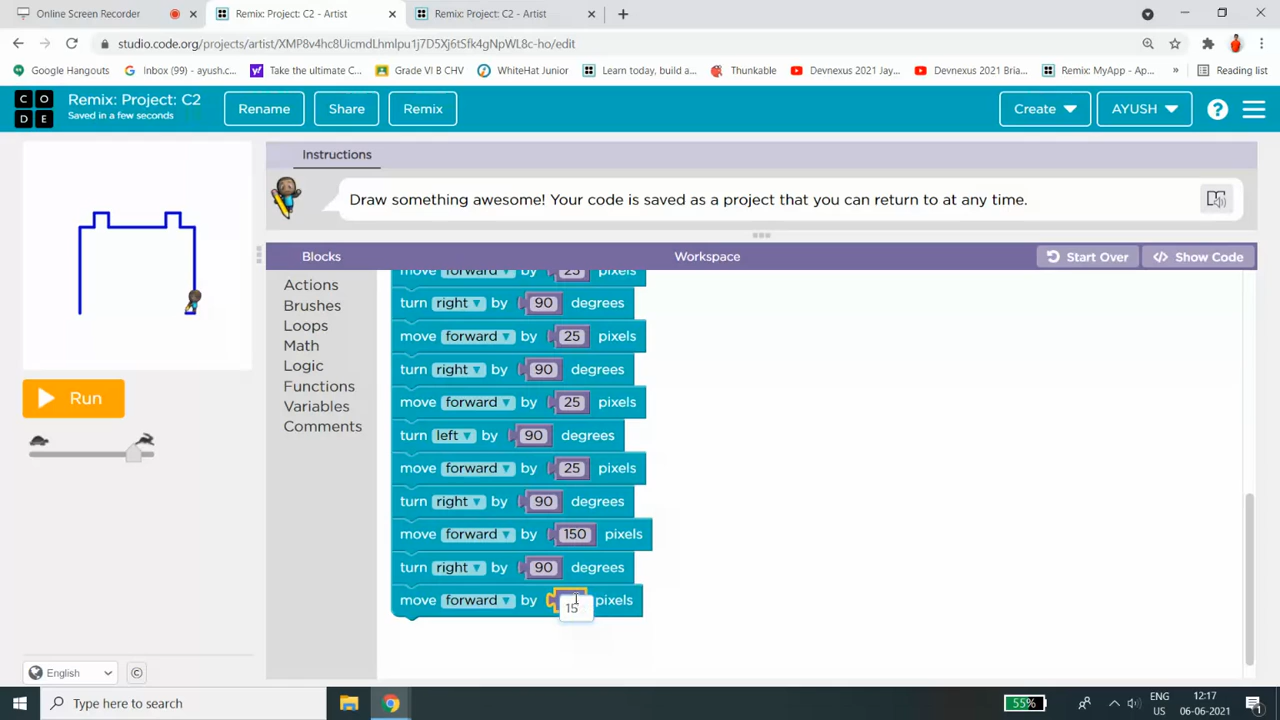 Online Screen Recorder
Remix: Project: C2 - Artist
Remix: Project: C2 - Artist
studio.code.org/projects/artist/XMP8v4hc8UicmdLhmlpu1j7D5Xj6tSfk4gNpWL8c-ho/edit
Google Hangouts
Inbox (99) - ayush.c...
Take the ultimate C...
Grade VI B CHV
WhiteHat Junior
Learn today, build a...
Thunkable
Devnexus 2021 Jay...
Devnexus 2021 Bria...
Remix: MyApp - Ap...
»
Reading list
CODE
Remix: Project: C2
Saved in a few seconds
Rename
Share
Remix
Create
AYUSH
?
Instructions
Draw something awesome! Your code is saved as a project that you can return to at any time.
Blocks
Workspace
Start Over
</> Show Code
Actions
Brushes
Loops
Math
Logic
Functions
Variables
Comments
move forward by 25 pixels
turn right by 90 degrees
move forward by 25 pixels
turn right by 90 degrees
move forward by 25 pixels
turn left by 90 degrees
move forward by 25 pixels
turn right by 90 degrees
move forward by 150 pixels
turn right by 90 degrees
move forward by 15 pixels
Run
English
©
Type here to search
55%
ENG
US
12:17
06-06-2021
1